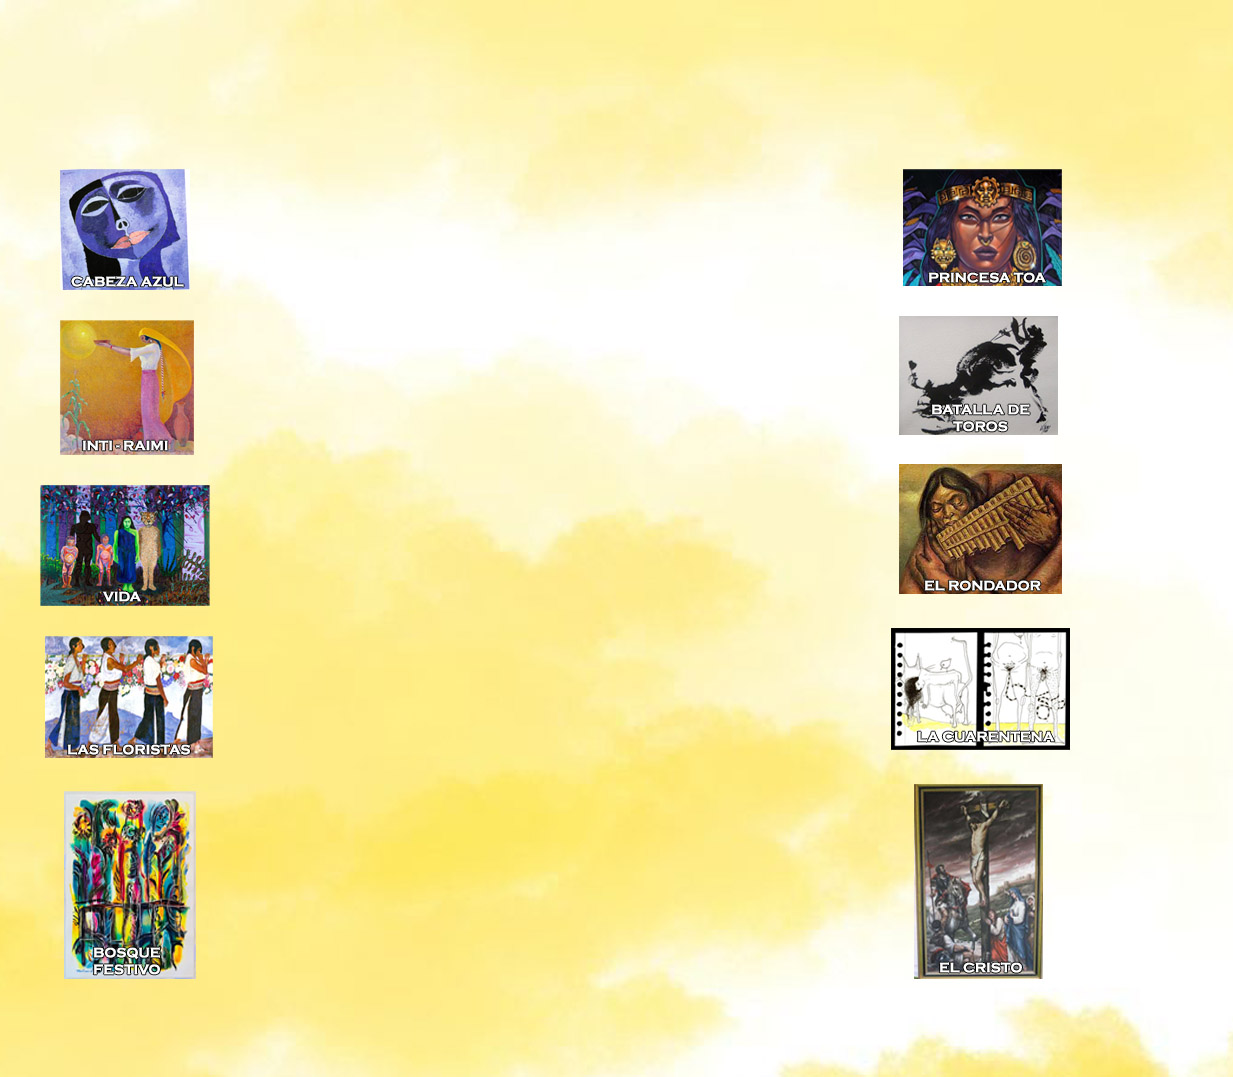 CABEZA AZUL
INTI - RAIMI
VIDA
LAS FLORISTAS
BOSQUE
FESTIVO
PRINCESA TOA
BATALLA DE
TOROS
EL RONDADOR
LA CUARENTENA
EL CRISTO